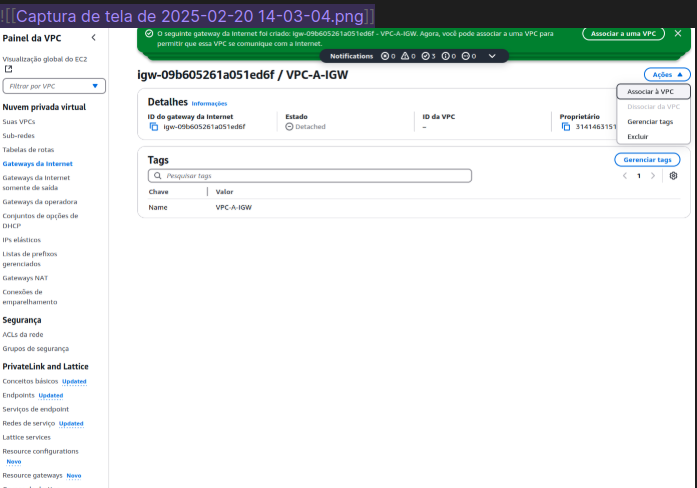 ![[Captura de tela de 2025-02-20 14-03-04.png]]
Painel da VPC
Visualização global do EC2
Filtrar por VPC
Nuvem privada virtual
Suas VPCs
Sub-redes
Tabelas de rotas
Gateways da Internet
Gateways da Internet
somente de saída
Gateways da operadora
Conjuntos de opções de
DHCP
IPs elásticos
Listas de prefixos
gerenciados
Gateways NAT
Conexões de
emparelhamento
Segurança
ACLs da rede
Grupos de segurança
PrivateLink and Lattice
Conceitos básicos Updated
Endpoints Updated
Serviços de endpoint
Redes de serviço Updated
Lattice services
Resource configurations
Novo
Resource gateways Novo
O seguinte gateway da Internet foi criado: igw-09b605261a051ed6f - VPC-A-IGW. Agora, você pode associar a uma VPC para
permitir que essa VPC se comunique com a Internet.
Associar a uma VPC
Notifications 0 0 3 0 0
igw-09b605261a051ed6f / VPC-A-IGW
Ações
Associar à VPC
Dissociar da VPC
Gerenciar tags
Excluir
Detalhes Informações
ID do gateway da Internet
igw-09b605261a051ed6f
Estado
Detached
ID da VPC
–
Proprietário
3141463151
Tags
Gerenciar tags
Pesquisar tags
1
Chave Valor
Name VPC-A-IGW